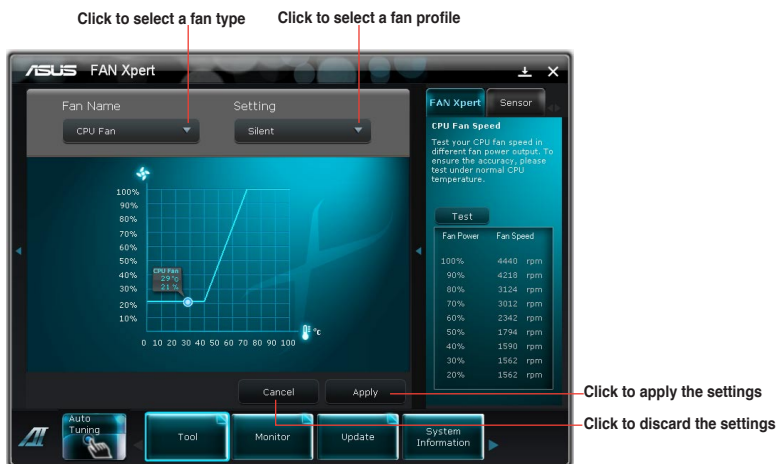 Click to select a fan type
Click to select a fan profile
ASUS FAN Xpert
Fan Name
Setting
CPU Fan
Silent
100%
90%
80%
70%
60%
50%
40%
30%
20%
10%
CPU Fan
29°c
21 %
°c
0 10 20 30 40 50 60 70 80 90 100
Cancel
Apply
FAN Xpert
Sensor
CPU Fan Speed
Test your CPU fan speed in
different fan power output. To
ensure the accuracy, please
test under normal CPU
temperature.
Test
Fan Power Fan Speed
100% 4440 rpm
90% 4218 rpm
80% 3124 rpm
70% 3012 rpm
60% 2342 rpm
50% 1794 rpm
40% 1590 rpm
30% 1562 rpm
20% 1562 rpm
Click to apply the settings
Click to discard the settings
AI
Auto
Tuning
Tool
Monitor
Update
System
Information